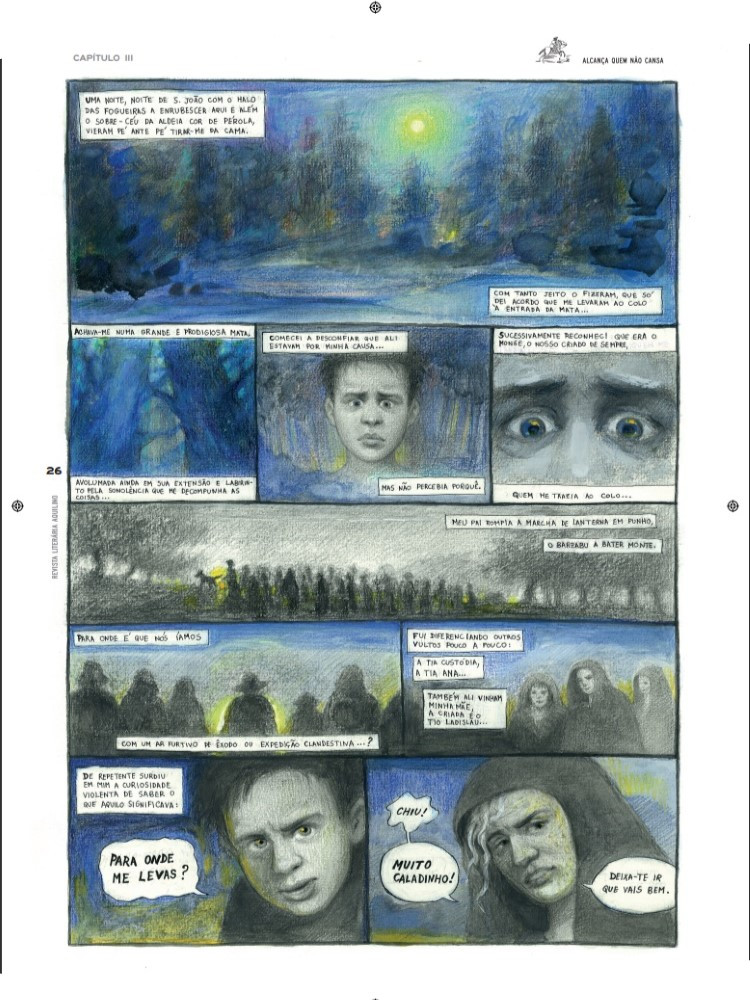 CAPÍTULO III
ALCANÇA QUEM NÃO CANSA
UMA NOITE, NOITE DE S. JOÃO COM O HALO
DAS FOGUEIRAS A ENRUBESCER AQUI E ALÉM
O SOBRE-CÉU DA ALDEIA COR DE PÉROLA,
VIERAM PÉ ANTE PÉ TIRAR-ME DA CAMA.
COM TANTO JEITO O FIZERAM, QUE SÓ
DEI ACORDO QUE ME LEVARAM AO COLO
À ENTRADA DA MATA...
ACHAVA-ME NUMA GRANDE E PRODIGIOSA MATA,
AVOLUMADA AINDA EM SUA EXTENSÃO E LABIRIN-
TO PELA SONOLÊNCIA QUE ME DECOMPUNHA AS
COISAS...
COMECEI A DESCONFIAR QUE ALI
ESTAVAM POR MINHA CAUSA...
MAS NÃO PERCEBIA PORQUÊ.
SUCESSIVAMENTE RECONHECI QUE ERA O
MONGE, O NOSSO CRIADO DE SEMPRE,
QUEM ME TRAZIA AO COLO...
26
REVISTA LITERÁRIA AQUILINO
MEU PAI ROMPIA A MARCHA DE LANTERNA EM PUNHO,
O BARZABU A BATER MONTE.
PARA ONDE É QUE NÓS ÍAMOS
COM UM AR FURTIVO DE ÊXODO OU EXPEDIÇÃO CLANDESTINA...?
FUI DIFERENCIANDO OUTROS
VULTOS POUCO A POUCO:
A TIA CUSTÓDIA,
A TIA ANA...
TAMBÉM ALI VINHAM
MINHA MÃE,
A CRIADA E O
TIO LADISLAU...
DE REPETENTE SURDIU
EM MIM A CURIOSIDADE
VIOLENTA DE SABER O
QUE AQUILO SIGNIFICAVA:
PARA ONDE
ME LEVAS?
CHIU!
MUITO
CALADINHO!
DEIXA-TE IR
QUE VAIS BEM.